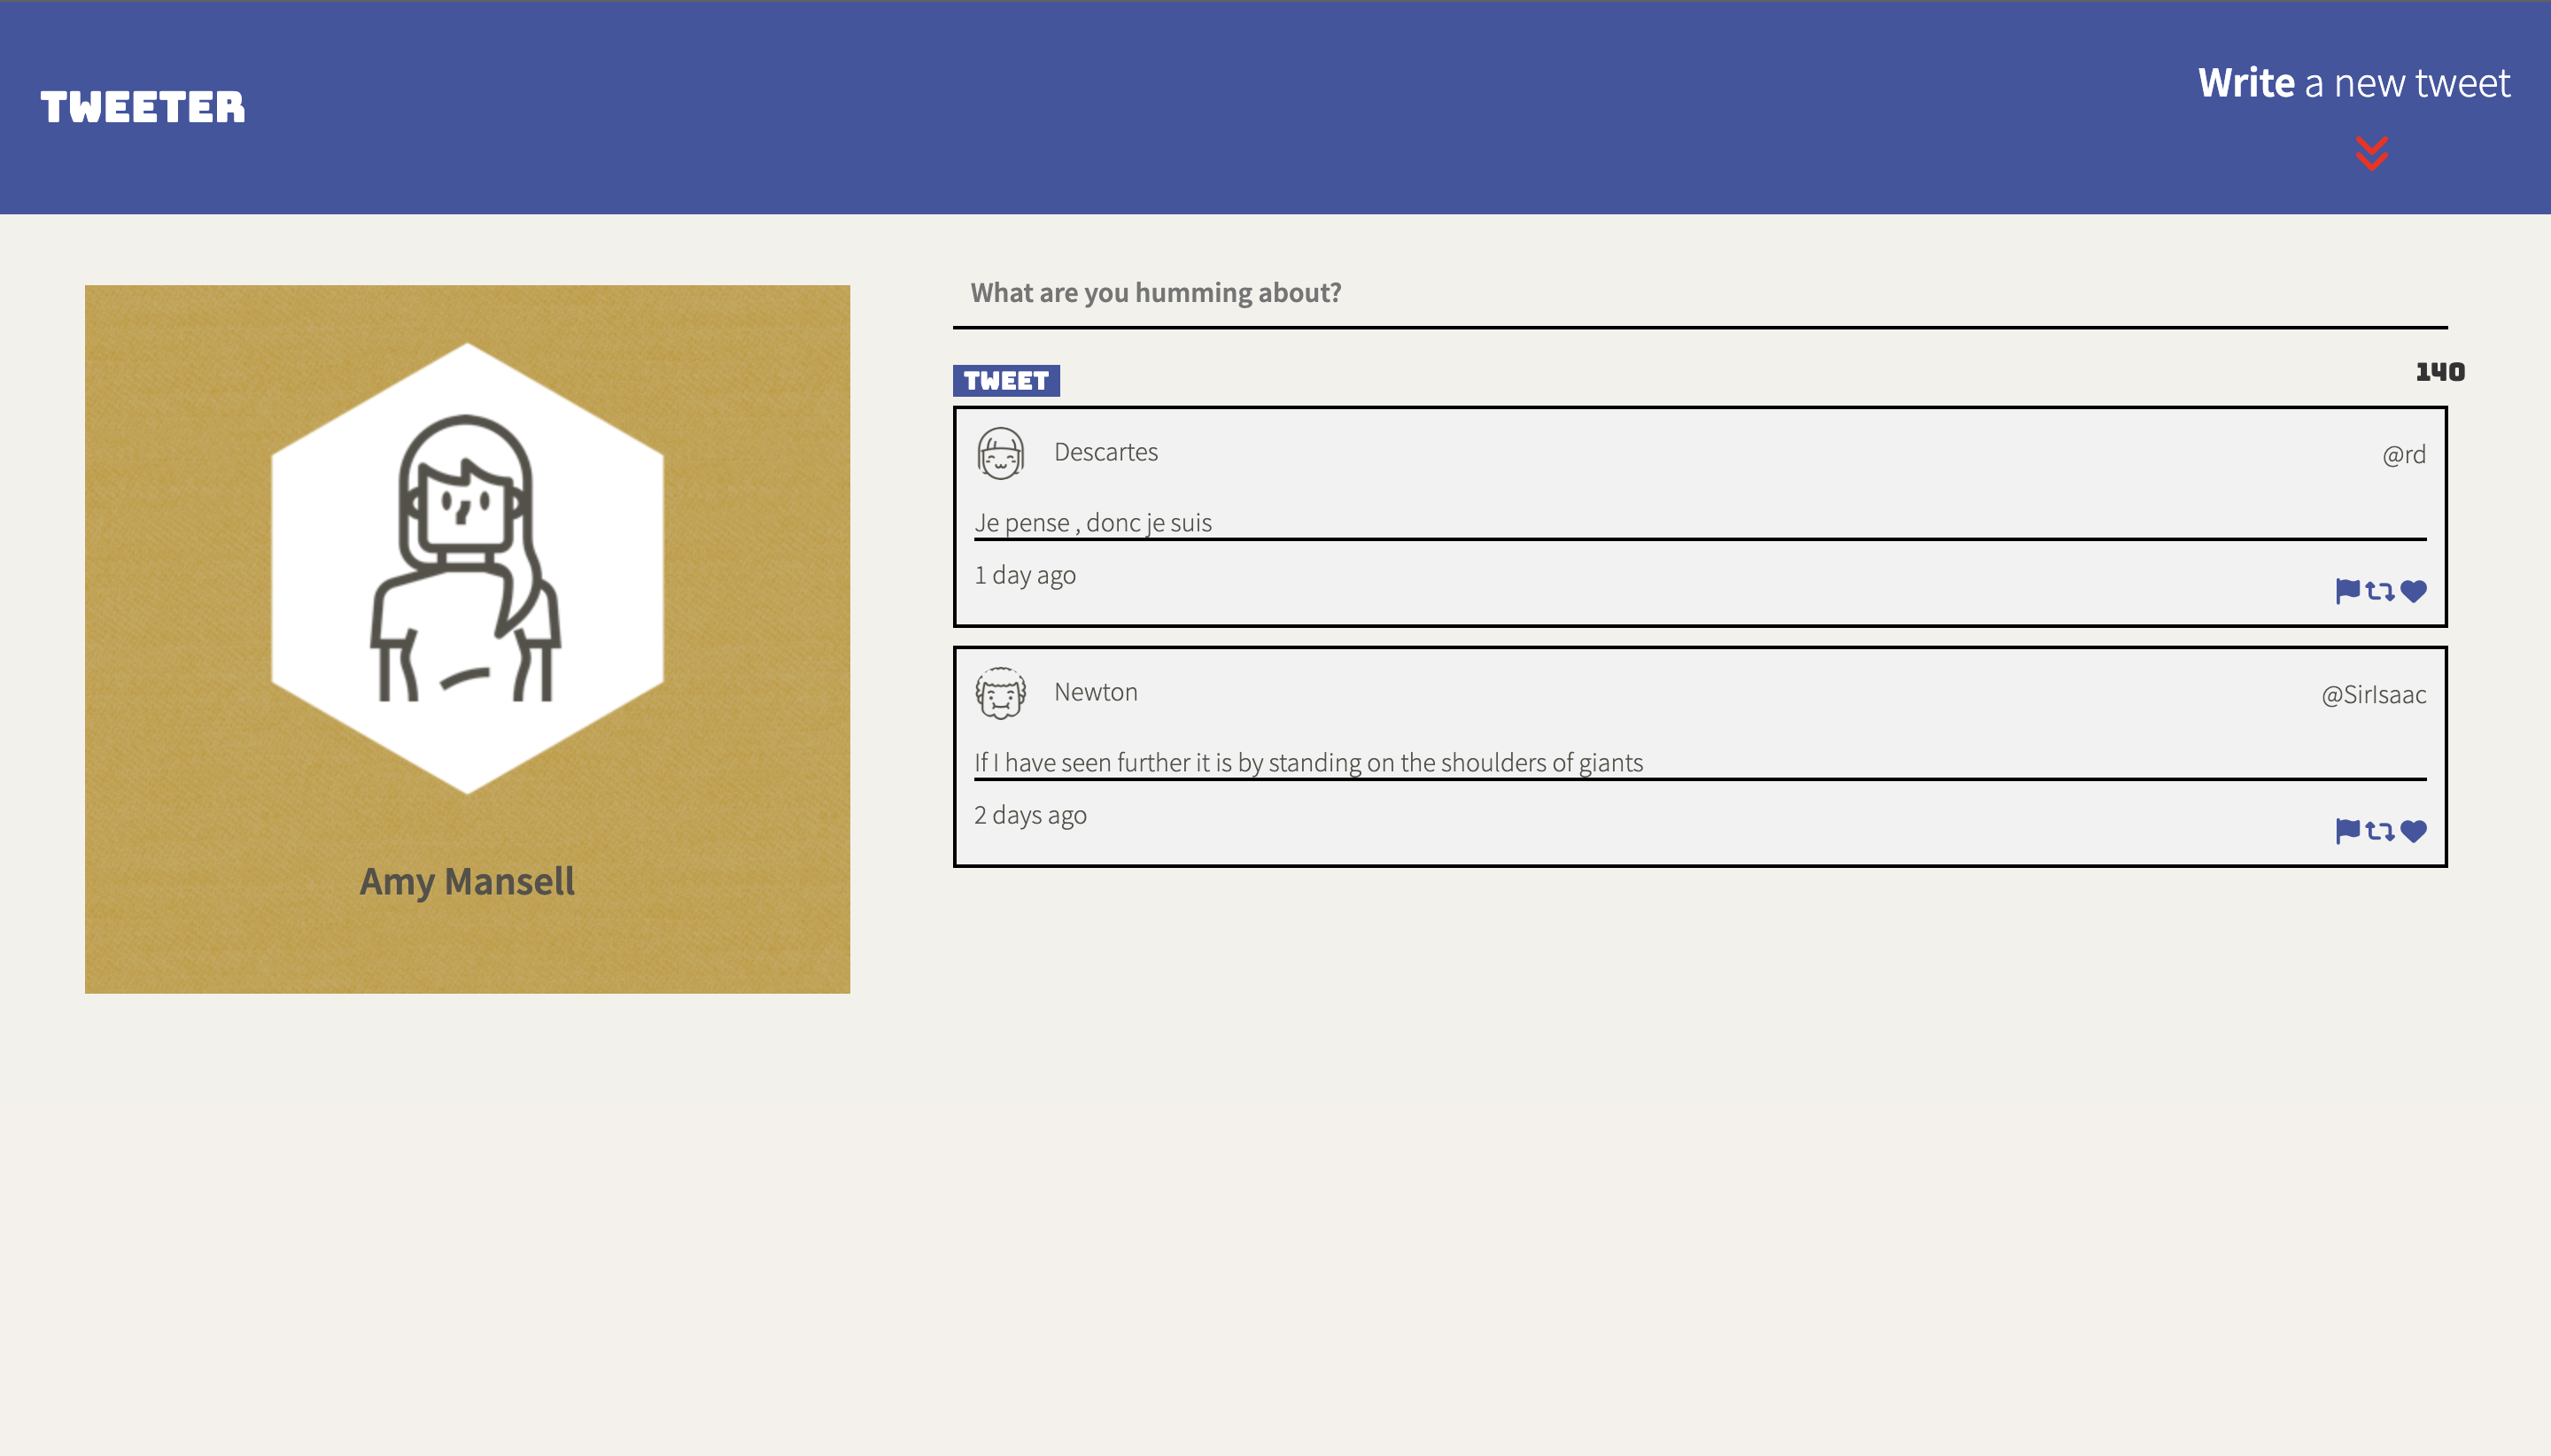 TWEETER
Write a new tweet
Amy Mansell
What are you humming about?
TWEET
140
Descartes
@rd
Je pense , donc je suis
1 day ago
Newton
@SirIsaac
If I have seen further it is by standing on the shoulders of giants
2 days ago